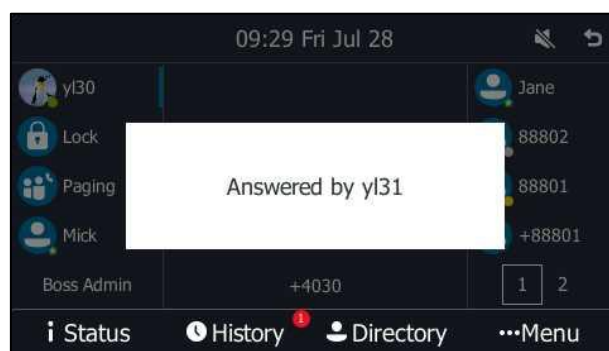 09:29 Fri Jul 28
yl30
Jane
Lock
88802
Answered by yl31
Paging
88801
Mick
+88801
Boss Admin
+4030
1 2
1
i Status
History
Directory
•••Menu